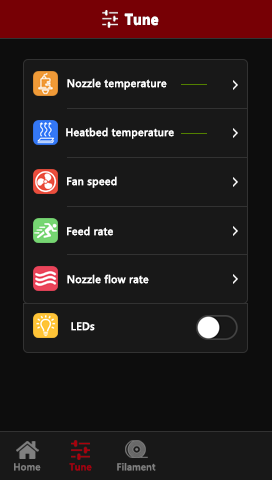 Tune
Nozzle temperature
Heatbed temperature
Fan speed
Feed rate
Nozzle flow rate
LEDs
Home
Tune
Filament